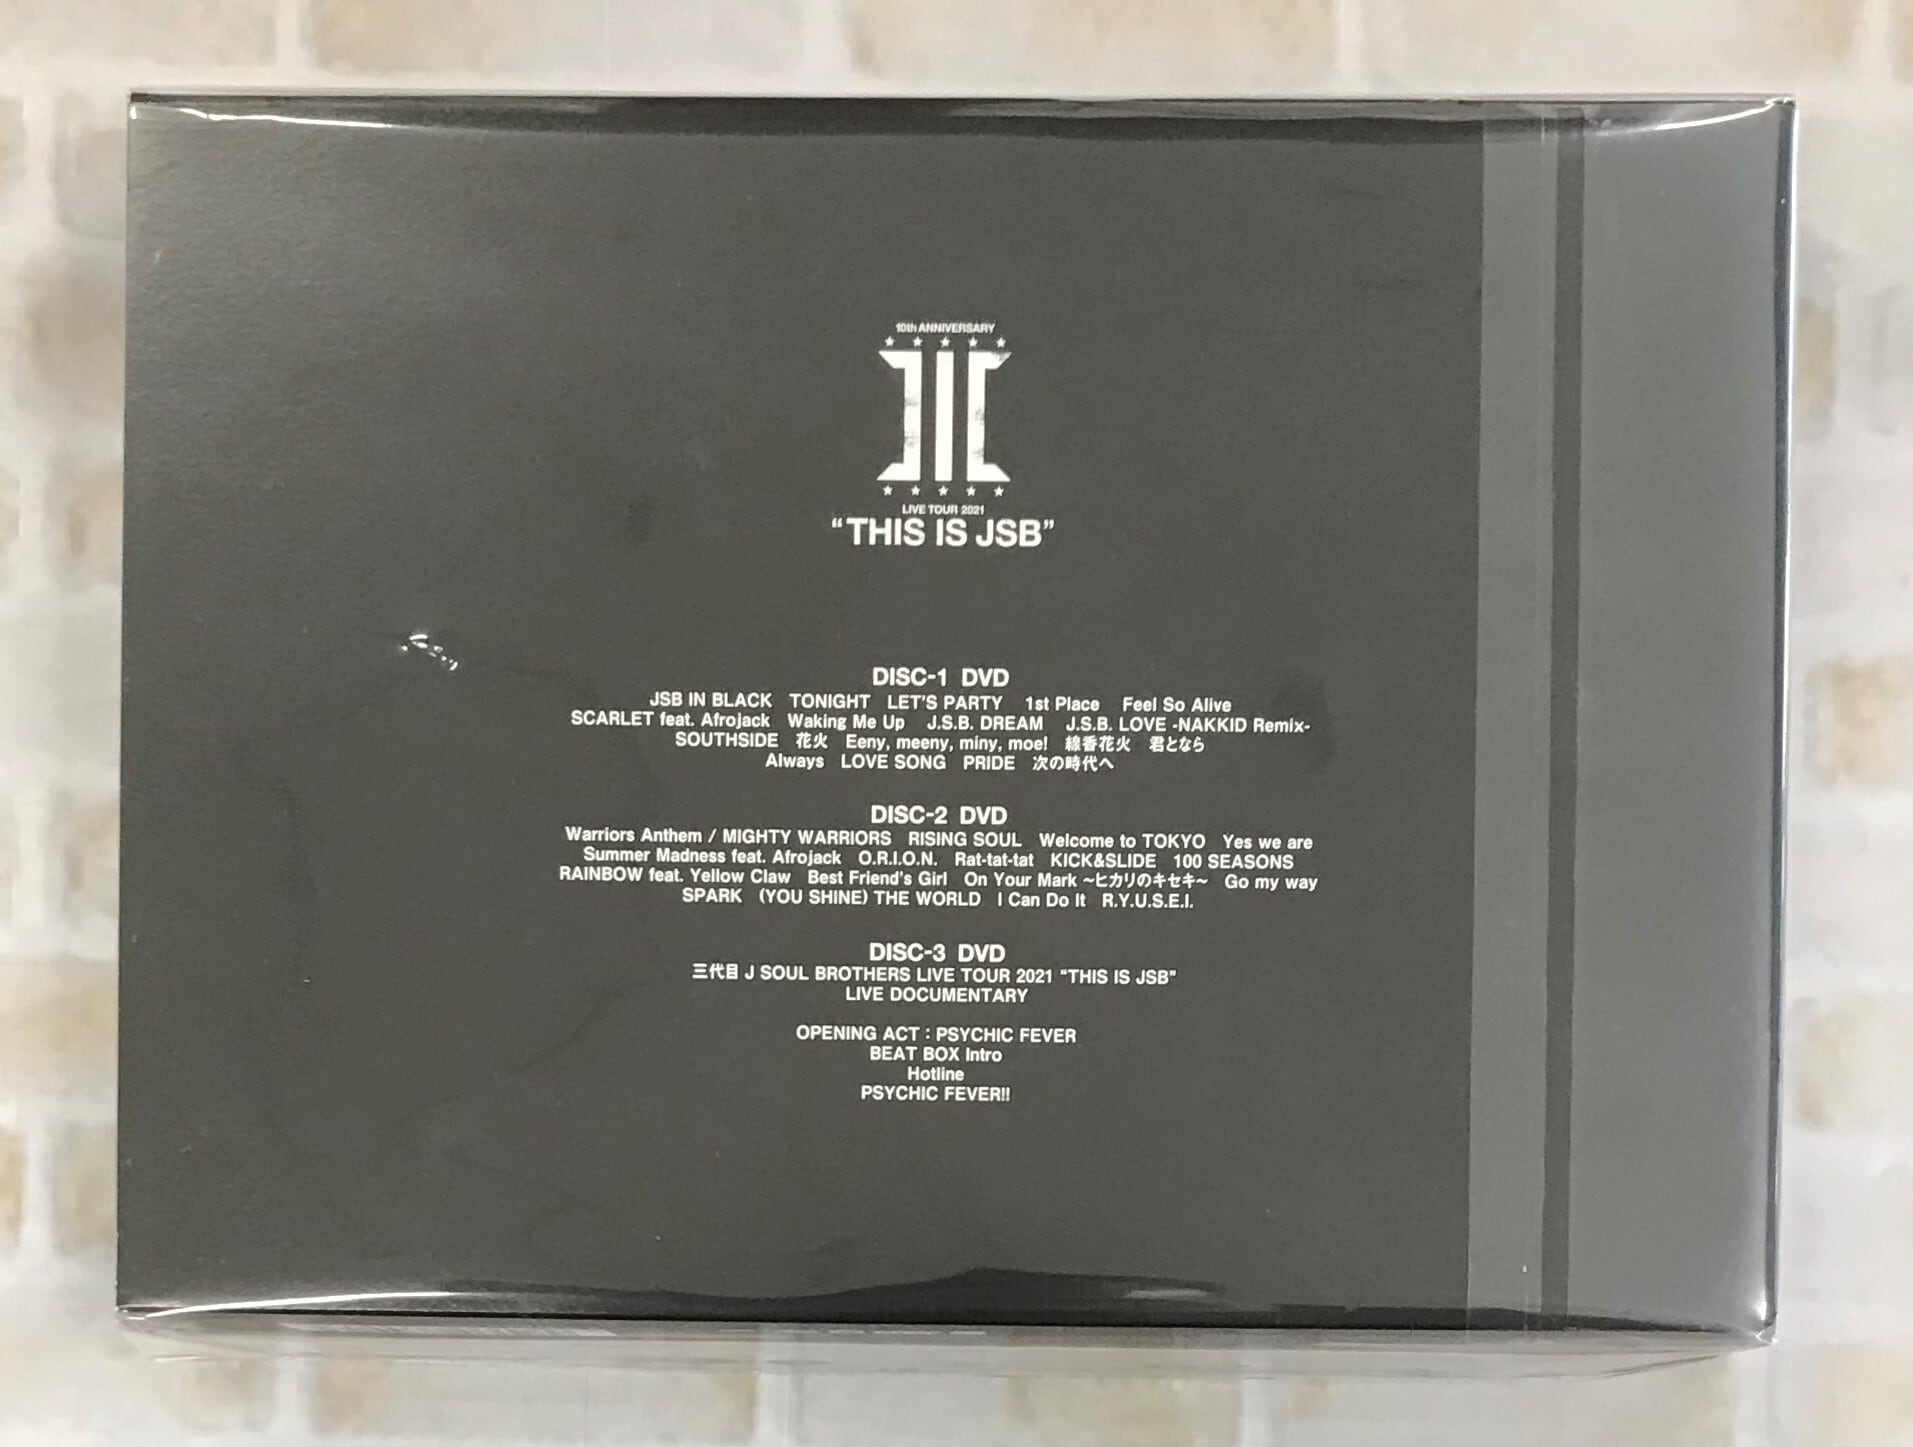 10th ANNIVERSARY
LIVE TOUR 2021
“THIS IS JSB”
DISC-1 DVD
JSB IN BLACK TONIGHT LET'S PARTY 1st Place Feel So Alive
SCARLET feat. Afrojack Waking Me Up J.S.B. DREAM J.S.B. LOVE -NAKKID Remix-
SOUTHSIDE 花火 Eeny, meeny, miny, moe! 線香花火 君となら
Always LOVE SONG PRIDE 次の時代へ
DISC-2 DVD
Warriors Anthem / MIGHTY WARRIORS RISING SOUL Welcome to TOKYO Yes we are
Summer Madness feat. Afrojack O.R.I.O.N. Rat-tat-tat KICK&SLIDE 100 SEASONS
RAINBOW feat. Yellow Claw Best Friend's Girl On Your Mark ~ヒカリのキセキ~ Go my way
SPARK (YOU SHINE) THE WORLD I Can Do It R.Y.U.S.E.I.
DISC-3 DVD
三代目 J SOUL BROTHERS LIVE TOUR 2021 “THIS IS JSB”
LIVE DOCUMENTARY
OPENING ACT : PSYCHIC FEVER
BEAT BOX Intro
Hotline
PSYCHIC FEVER!!